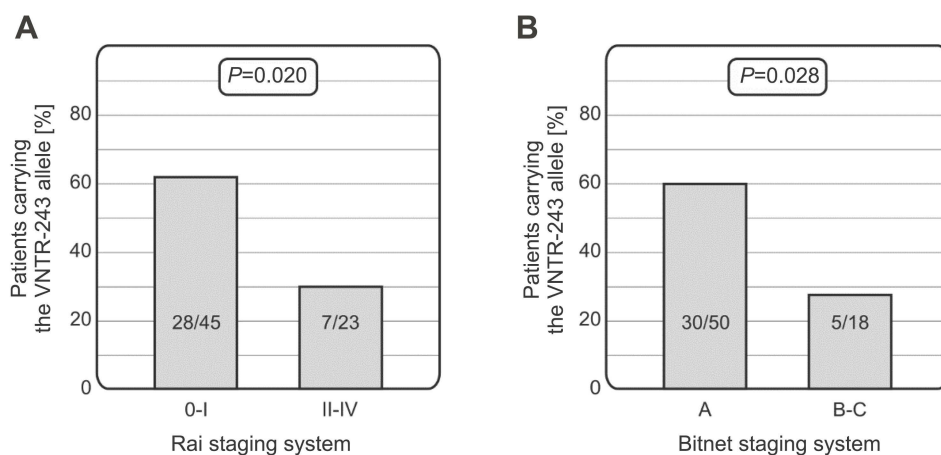 A
P=0.020
Patients carrying
the VNTR-243 allele [%]
80
60
40
20
0
28/45
7/23
0-I
II-IV
Rai staging system
B
P=0.028
Patients carrying
the VNTR-243 allele [%]
80
60
40
20
0
30/50
5/18
A
B-C
Bitnet staging system